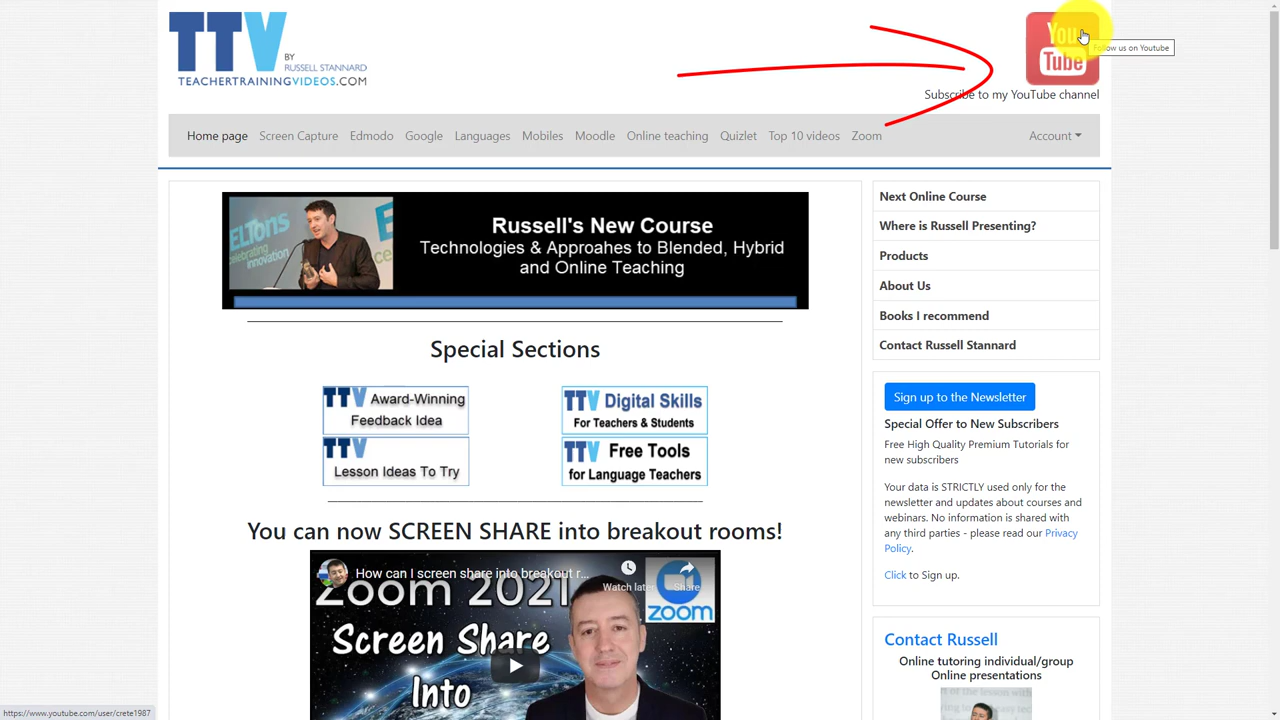 TTV
BY
RUSSELL STANNARD
TEACHERTRAININGVIDEOS.COM
You
Tube
Follow us on Youtube
Subscribe to my YouTube channel
Home page Screen Capture Edmodo Google Languages Mobiles Moodle Online teaching Quizlet Top 10 videos Zoom Account
Russell's New Course
Technologies & Approahes to Blended, Hybrid
and Online Teaching
ELTons
celebrating
innovation
Next Online Course
Where is Russell Presenting?
Products
About Us
Books I recommend
Contact Russell Stannard
Special Sections
TTV Award-Winning
Feedback Idea
TTV Digital Skills
For Teachers & Students
TTV
Lesson Ideas To Try
TTV Free Tools
for Language Teachers
Sign up to the Newsletter
Special Offer to New Subscribers
Free High Quality Premium Tutorials for
new subscribers
Your data is STRICTLY used only for the
newsletter and updates about courses and
webinars. No information is shared with
any third parties - please read our Privacy
Policy.
Click to Sign up.
You can now SCREEN SHARE into breakout rooms!
How can I screen share into breakout r...
Watch later
Share
Zoom 2021
zoom
Screen Share
Into
Contact Russell
Online tutoring individual/group
Online presentations
https://www.youtube.com/user/crete1987